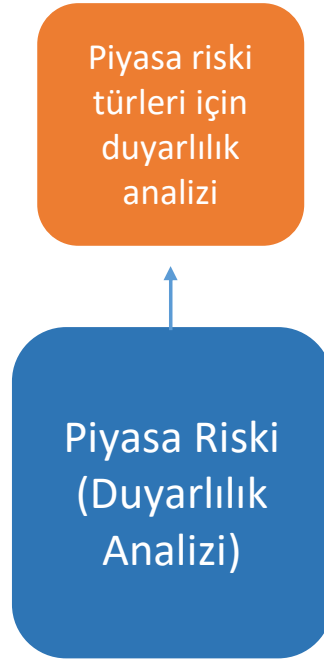 Piyasa riski
türleri için
duyarlılık
analizi
Piyasa Riski
(Duyarlılık
Analizi)